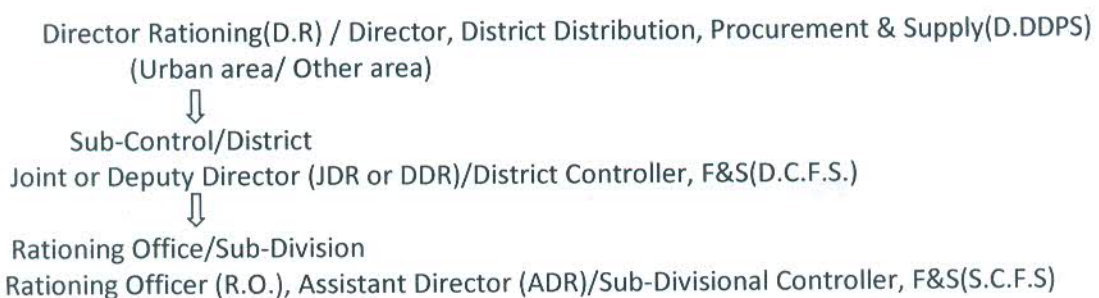 Director Rationing(D.R) / Director, District Distribution, Procurement & Supply(D.DDPS)
(Urban area/ Other area)
⇩
Sub-Control/District
Joint or Deputy Director (JDR or DDR)/District Controller, F&S(D.C.F.S.)
⇩
Rationing Office/Sub-Division
Rationing Officer (R.O.), Assistant Director (ADR)/Sub-Divisional Controller, F&S(S.C.F.S)